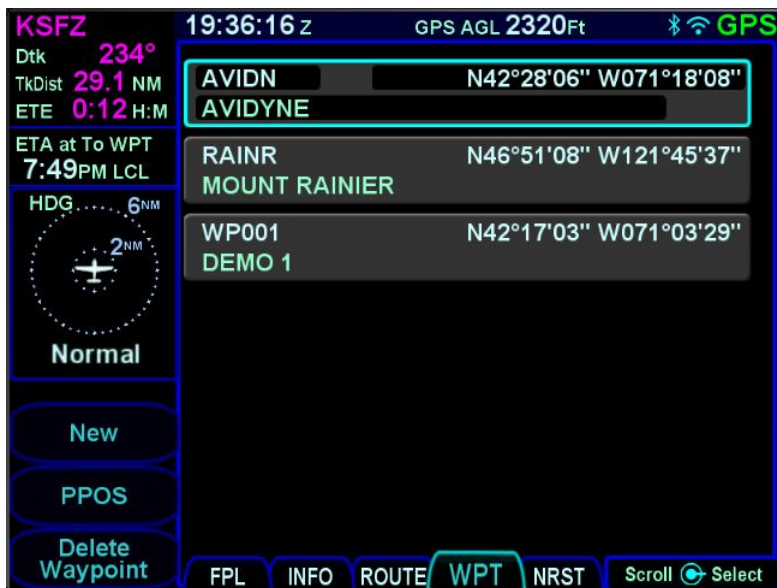 KSFZ
Dtk 234°
TkDist 29.1 NM
ETE 0:12 H:M
ETA at To WPT
7:49PM LCL
HDG 6NM
2NM
Normal
New
PPOS
Delete
Waypoint
19:36:16 Z GPS AGL 2320Ft GPS
AVIDN N42°28'06" W071°18'08"
AVIDYNE
RAINR N46°51'08" W121°45'37"
MOUNT RAINIER
WP001 N42°17'03" W071°03'29"
DEMO 1
FPL INFO ROUTE WPT NRST Scroll Select